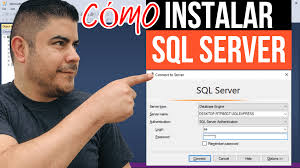 CÓMO INSTALAR
SQL SERVER
Connect to Server
SQL Server
Server type: Database Engine
Server name:
Authentication: SQL Server Authentication
Login: sa
Password:
Remember password
Connect Cancel Help